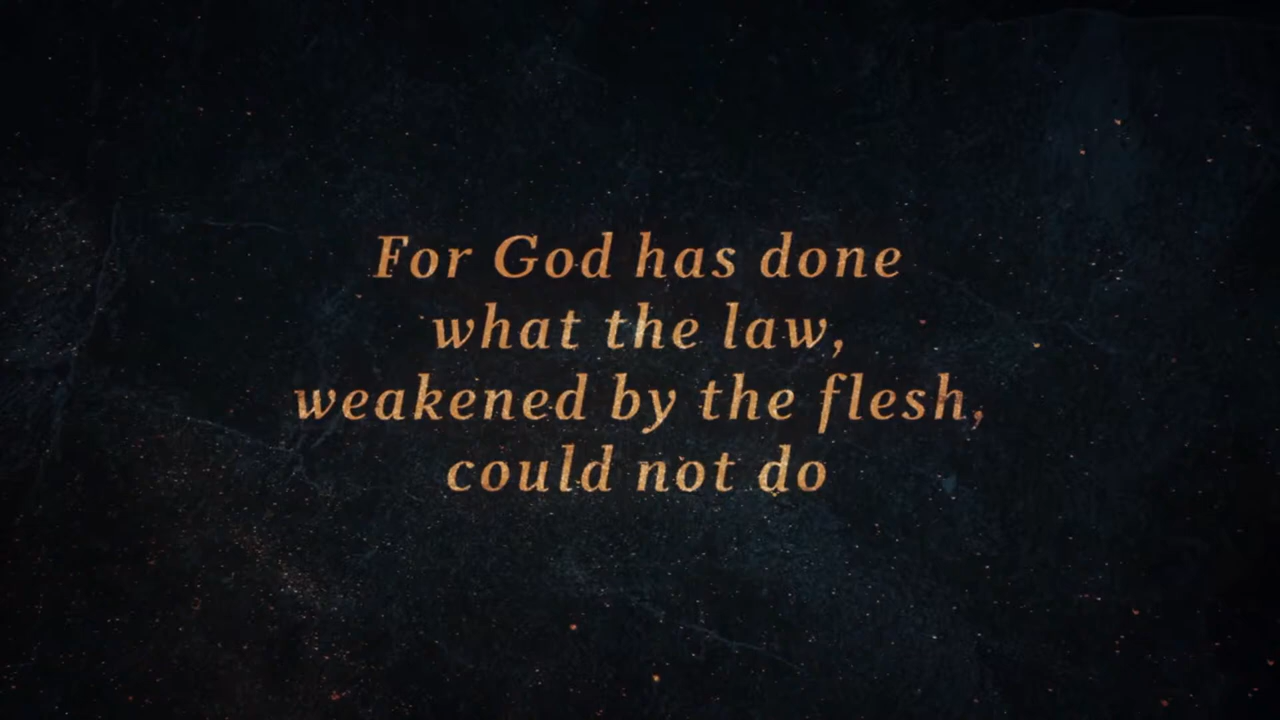 For God has done
what the law,
weakened by the flesh,
could not do